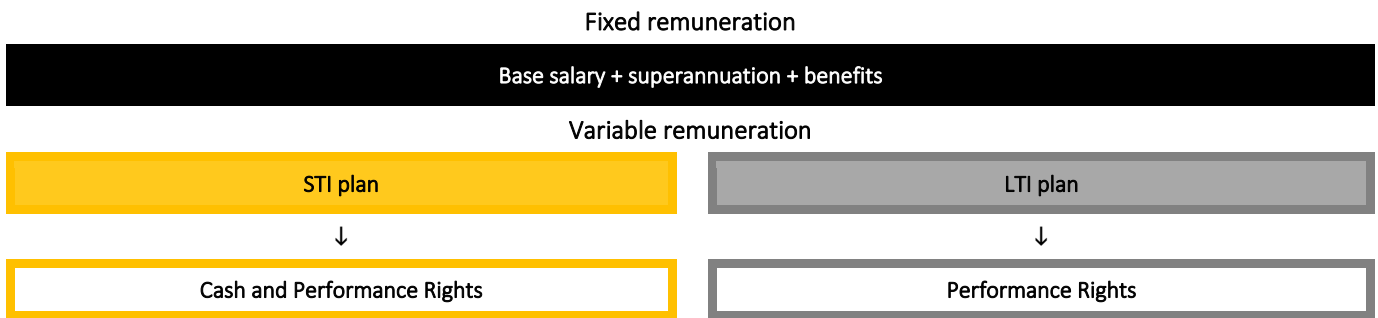 Fixed remuneration
Base salary + superannuation + benefits
Variable remuneration
STI plan
LTI plan
↓
↓
Cash and Performance Rights
Performance Rights